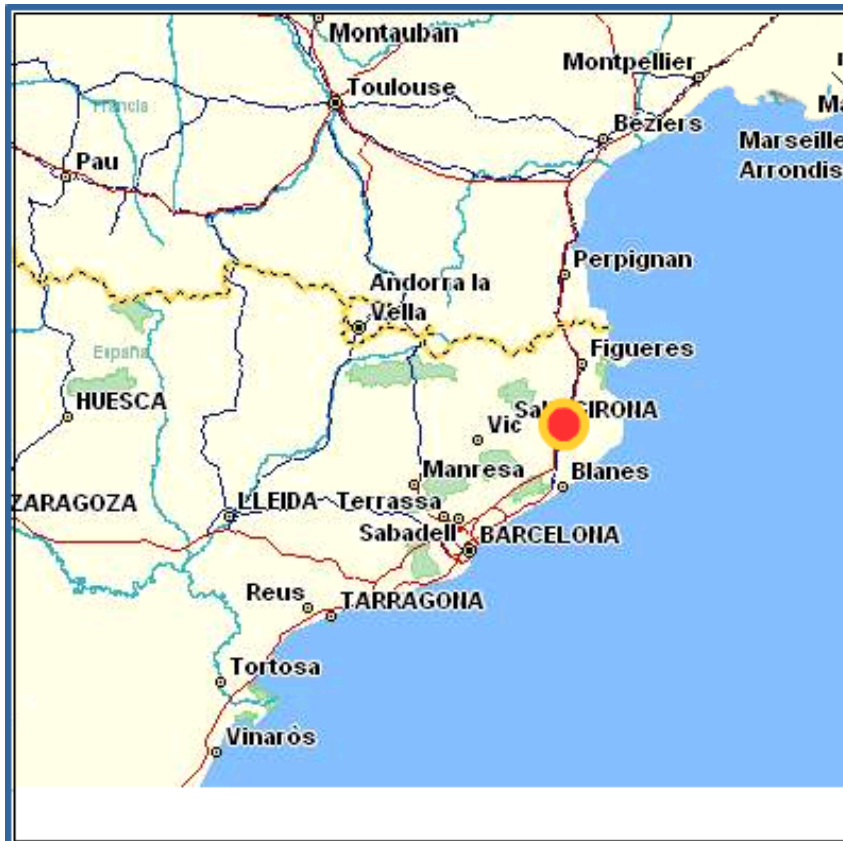 Montauban
Montpellier
Toulouse
Francia
Ma
Béziers
Marseille
Arrondis
Pau
Perpignan
Andorra la
Vella
España
Figueres
HUESCA
GIRONA
Vic
Manresa
Blanes
ZARAGOZA
LLEIDA
Terrassa
Sabadell
BARCELONA
Reus
TARRAGONA
Tortosa
Vinaròs